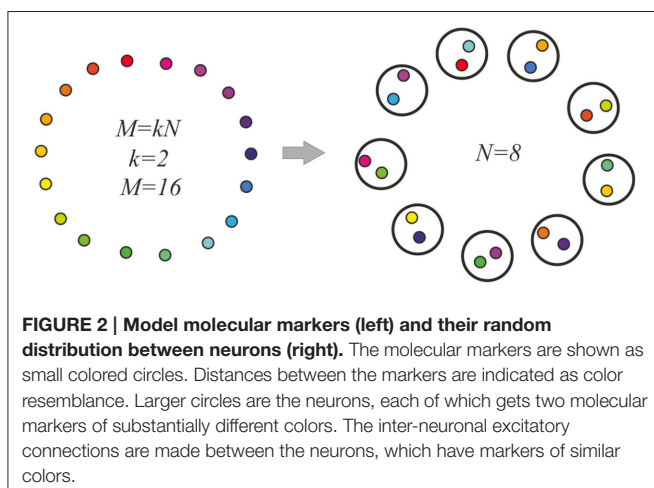 M=kN
k=2
M=16
N=8
FIGURE 2 | Model molecular markers (left) and their random
distribution between neurons (right). The molecular markers are shown as
small colored circles. Distances between the markers are indicated as color
resemblance. Larger circles are the neurons, each of which gets two molecular
markers of substantially different colors. The inter-neuronal excitatory
connections are made between the neurons, which have markers of similar
colors.